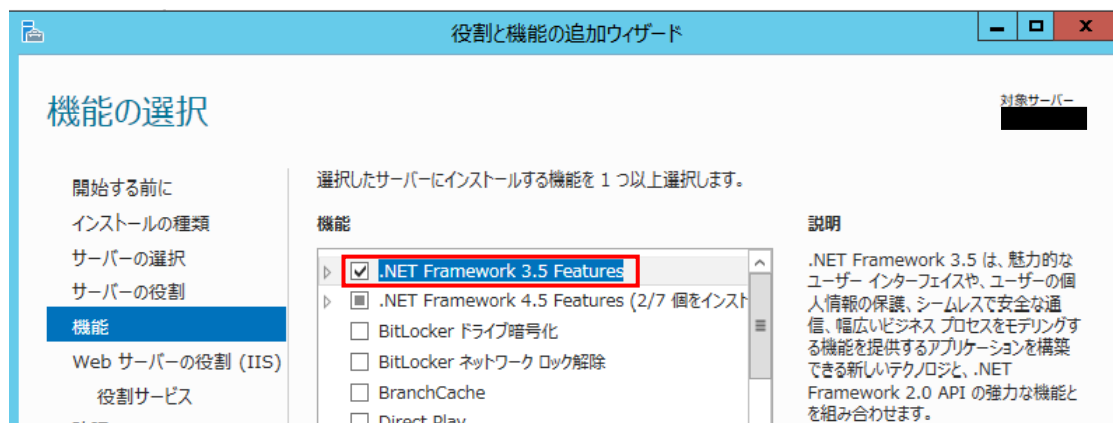 役割と機能の追加ウィザード
機能の選択
対象サーバー
開始する前に
インストールの種類
サーバーの選択
サーバーの役割
機能
Web サーバーの役割 (IIS)
役割サービス
選択したサーバーにインストールする機能を 1 つ以上選択します。
機能
.NET Framework 3.5 Features
.NET Framework 4.5 Features (2/7 個をインスト
BitLocker ドライブ暗号化
BitLocker ネットワーク ロック解除
BranchCache
Direct Play
説明
.NET Framework 3.5 は、魅力的な
ユーザー インターフェイスや、ユーザーの個
人情報の保護、シームレスで安全な通
信、幅広いビジネス プロセスをモデリングす
る機能を提供するアプリケーションを構築
できる新しいテクノロジと、.NET
Framework 2.0 API の強力な機能と
を組み合わせます。